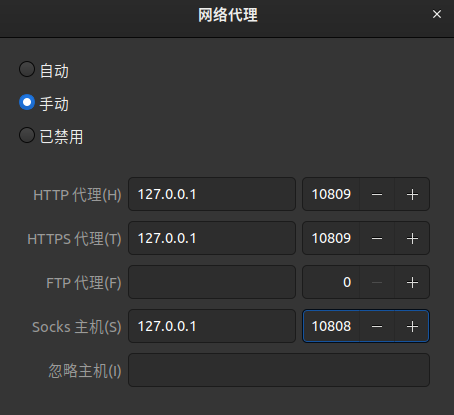 网络代理
自动
手动
已禁用
HTTP 代理(H) 127.0.0.1 10809
HTTPS 代理(T) 127.0.0.1 10809
FTP 代理(F) 0
Socks 主机(S) 127.0.0.1 10808
忽略主机(I)